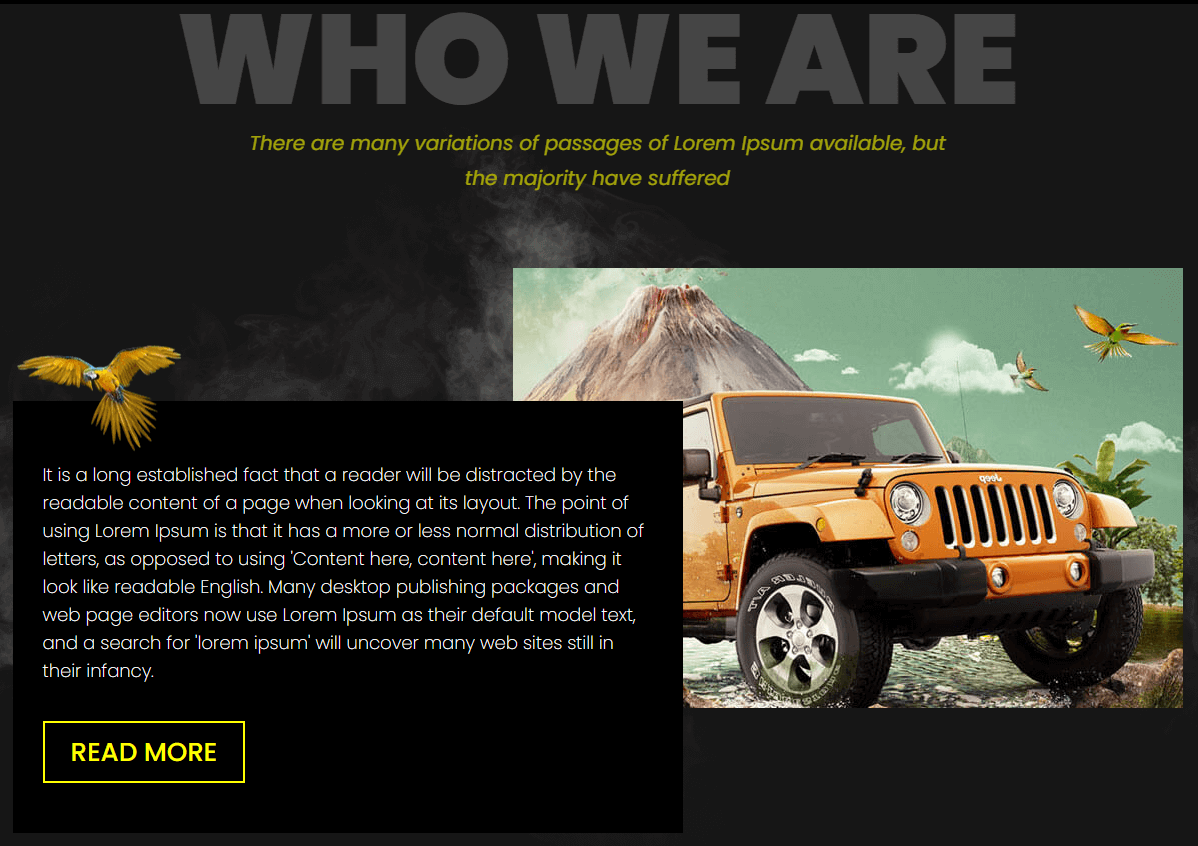 WHO WE ARE
There are many variations of passages of Lorem Ipsum available, but
the majority have suffered
It is a long established fact that a reader will be distracted by the
readable content of a page when looking at its layout. The point of
using Lorem Ipsum is that it has a more or less normal distribution of
letters, as opposed to using 'Content here, content here', making it
look like readable English. Many desktop publishing packages and
web page editors now use Lorem Ipsum as their default model text,
and a search for 'lorem ipsum' will uncover many web sites still in
their infancy.
READ MORE